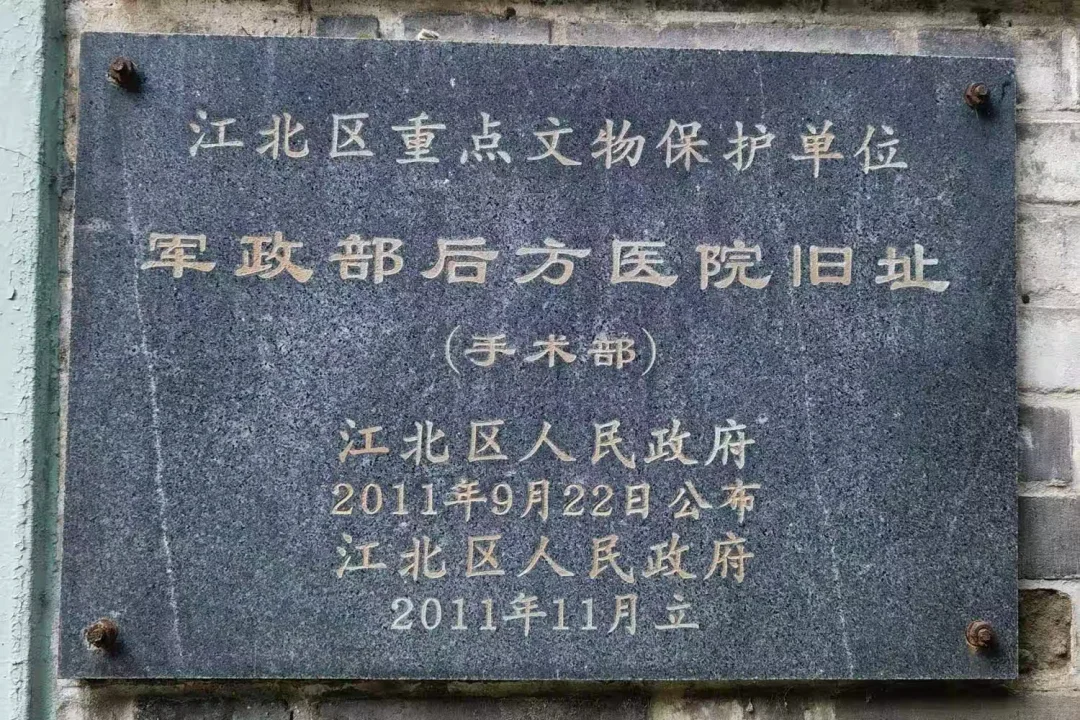 江北区重点文物保护单位
军政部后方医院旧址
(手术部)
江北区人民政府
2011年9月22日公布
江北区人民政府
2011年11月立